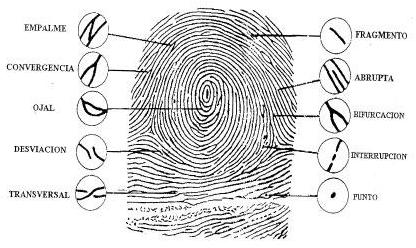 EMPALME
CONVERGENCIA
OJAL
DESVIACION
TRANSVERSAL
FRAGMENTO
ABRUPTA
BIFURCACION
INTERRUPCION
PUNTO